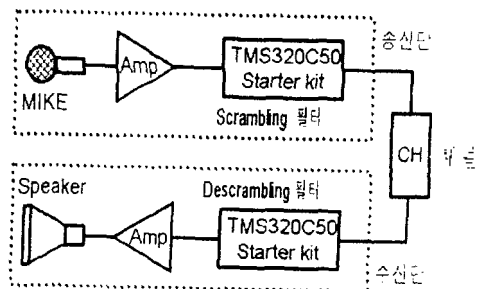 송신단
MIKE
Amp
TMS320C50
Starter kit
Scrambling 필터
CH
Speaker
Descrambling 필터
Amp
TMS320C50
Starter kit
수신단